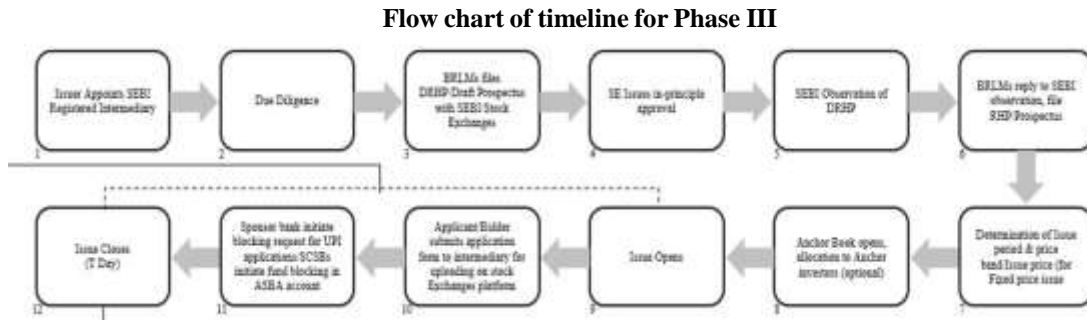 Flow chart of timeline for Phase III
Issuer Appoints SEBI
Registered Intermediary
1
Due Diligence
2
BRLMs files
DRHP Draft Prospectus
with SEBI Stock
Exchanges
3
SE Issues in-principle
approval
4
SEBI Observation of
DRHP
5
BRLMs reply to SEBI
observation, file
RHP Prospectus
6
Determination of Issue
period & price
band Issue price (for
Fixed price issue
7
Anchor Book opens,
allocation to Anchor
investors (optional)
8
Issue Opens
9
Applicant Bidder
submits application
form to intermediary for
uploading on stock
Exchanges platform
10
Sponsor bank initiate
blocking request for UPI
applications SCSBs
initiate fund blocking in
ASBA account
11
Issue Closes
(T Day)
12